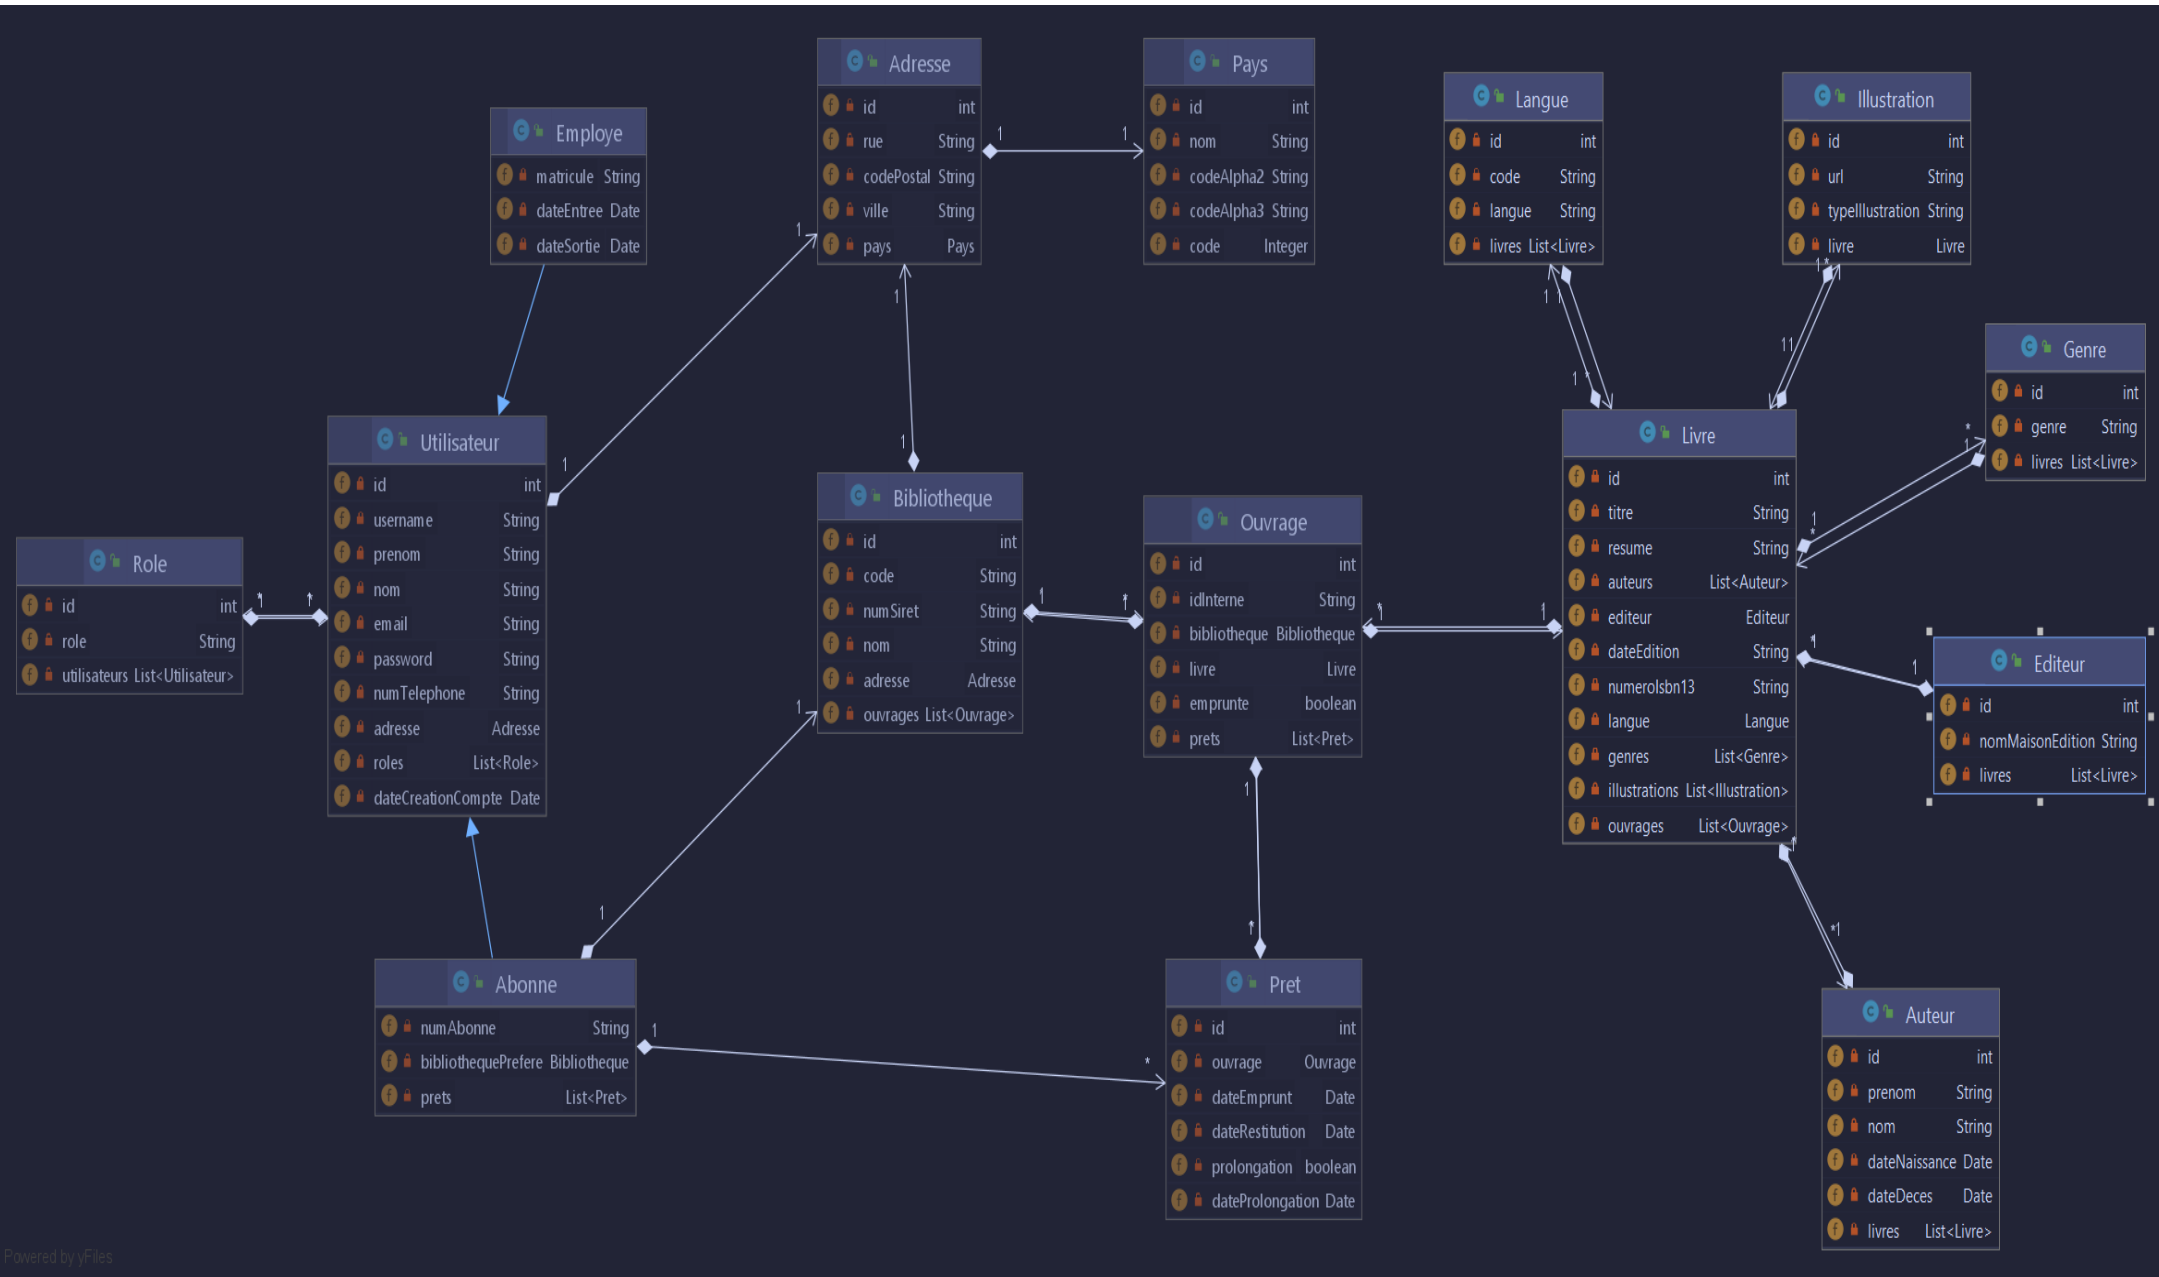 Employe
matricule String
dateEntree Date
dateSortie Date
Adresse
id int
rue String
codePostal String
ville String
pays Pays
Pays
id int
nom String
codeAlpha2 String
codeAlpha3 String
code Integer
Langue
id int
code String
langue String
livres List<Livre>
Illustration
id int
url String
typeIllustration String
livre Livre
Genre
id int
genre String
livres List<Livre>
Role
id int
role String
utilisateurs List<Utilisateur>
Utilisateur
id int
username String
prenom String
nom String
email String
password String
numTelephone String
adresse Adresse
roles List<Role>
dateCreationCompte Date
Bibliotheque
id int
code String
numSiret String
nom String
adresse Adresse
ouvrages List<Ouvrage>
Ouvrage
id int
idInterne String
bibliotheque Bibliotheque
livre Livre
emprunte boolean
prets List<Pret>
Livre
id int
titre String
resume String
auteurs List<Auteur>
editeur Editeur
dateEdition String
numeroIsbn13 String
langue Langue
genres List<Genre>
illustrations List<Illustration>
ouvrages List<Ouvrage>
Editeur
id int
nomMaisonEdition String
livres List<Livre>
Abonne
numAbonne String
bibliothequePrefere Bibliotheque
prets List<Pret>
Pret
id int
ouvrage Ouvrage
dateEmprunt Date
dateRestitution Date
prolongation boolean
dateProlongation Date
Auteur
id int
prenom String
nom String
dateNaissance Date
dateDeces Date
livres List<Livre>
Powered by yFiles